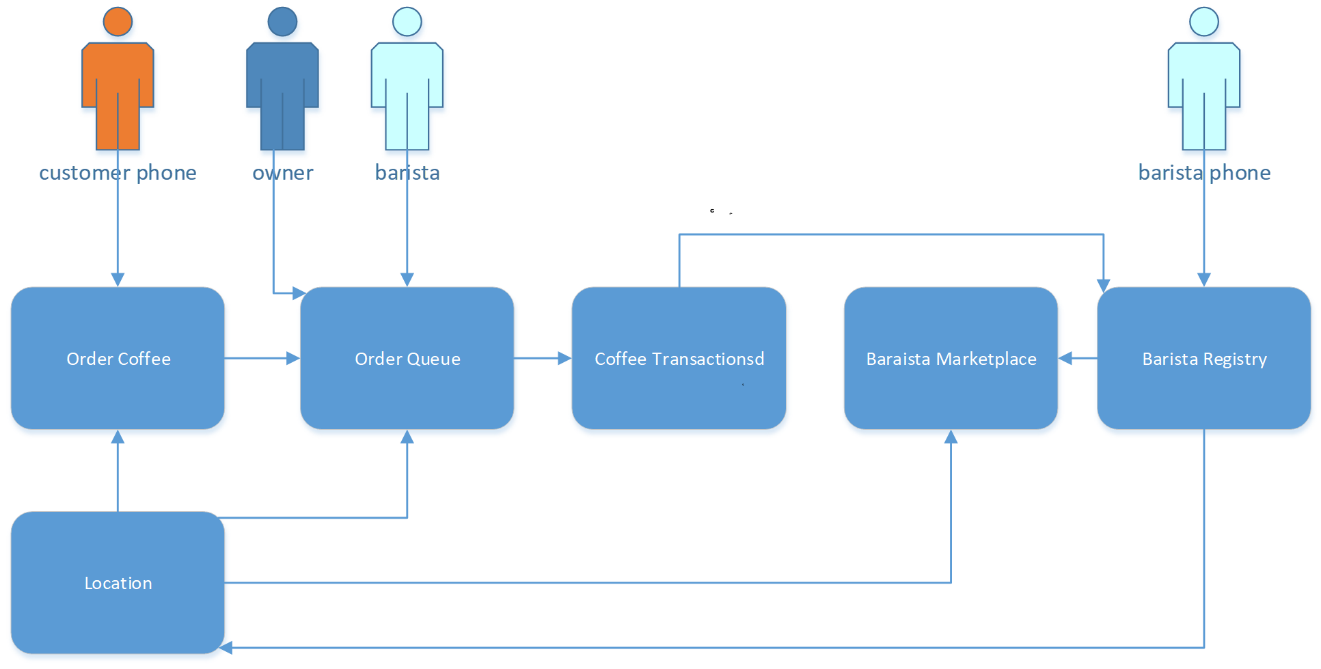 customer phone
owner
barista
barista phone
Order Coffee
Order Queue
Coffee Transactionsd
Baraista Marketplace
Barista Registry
Location